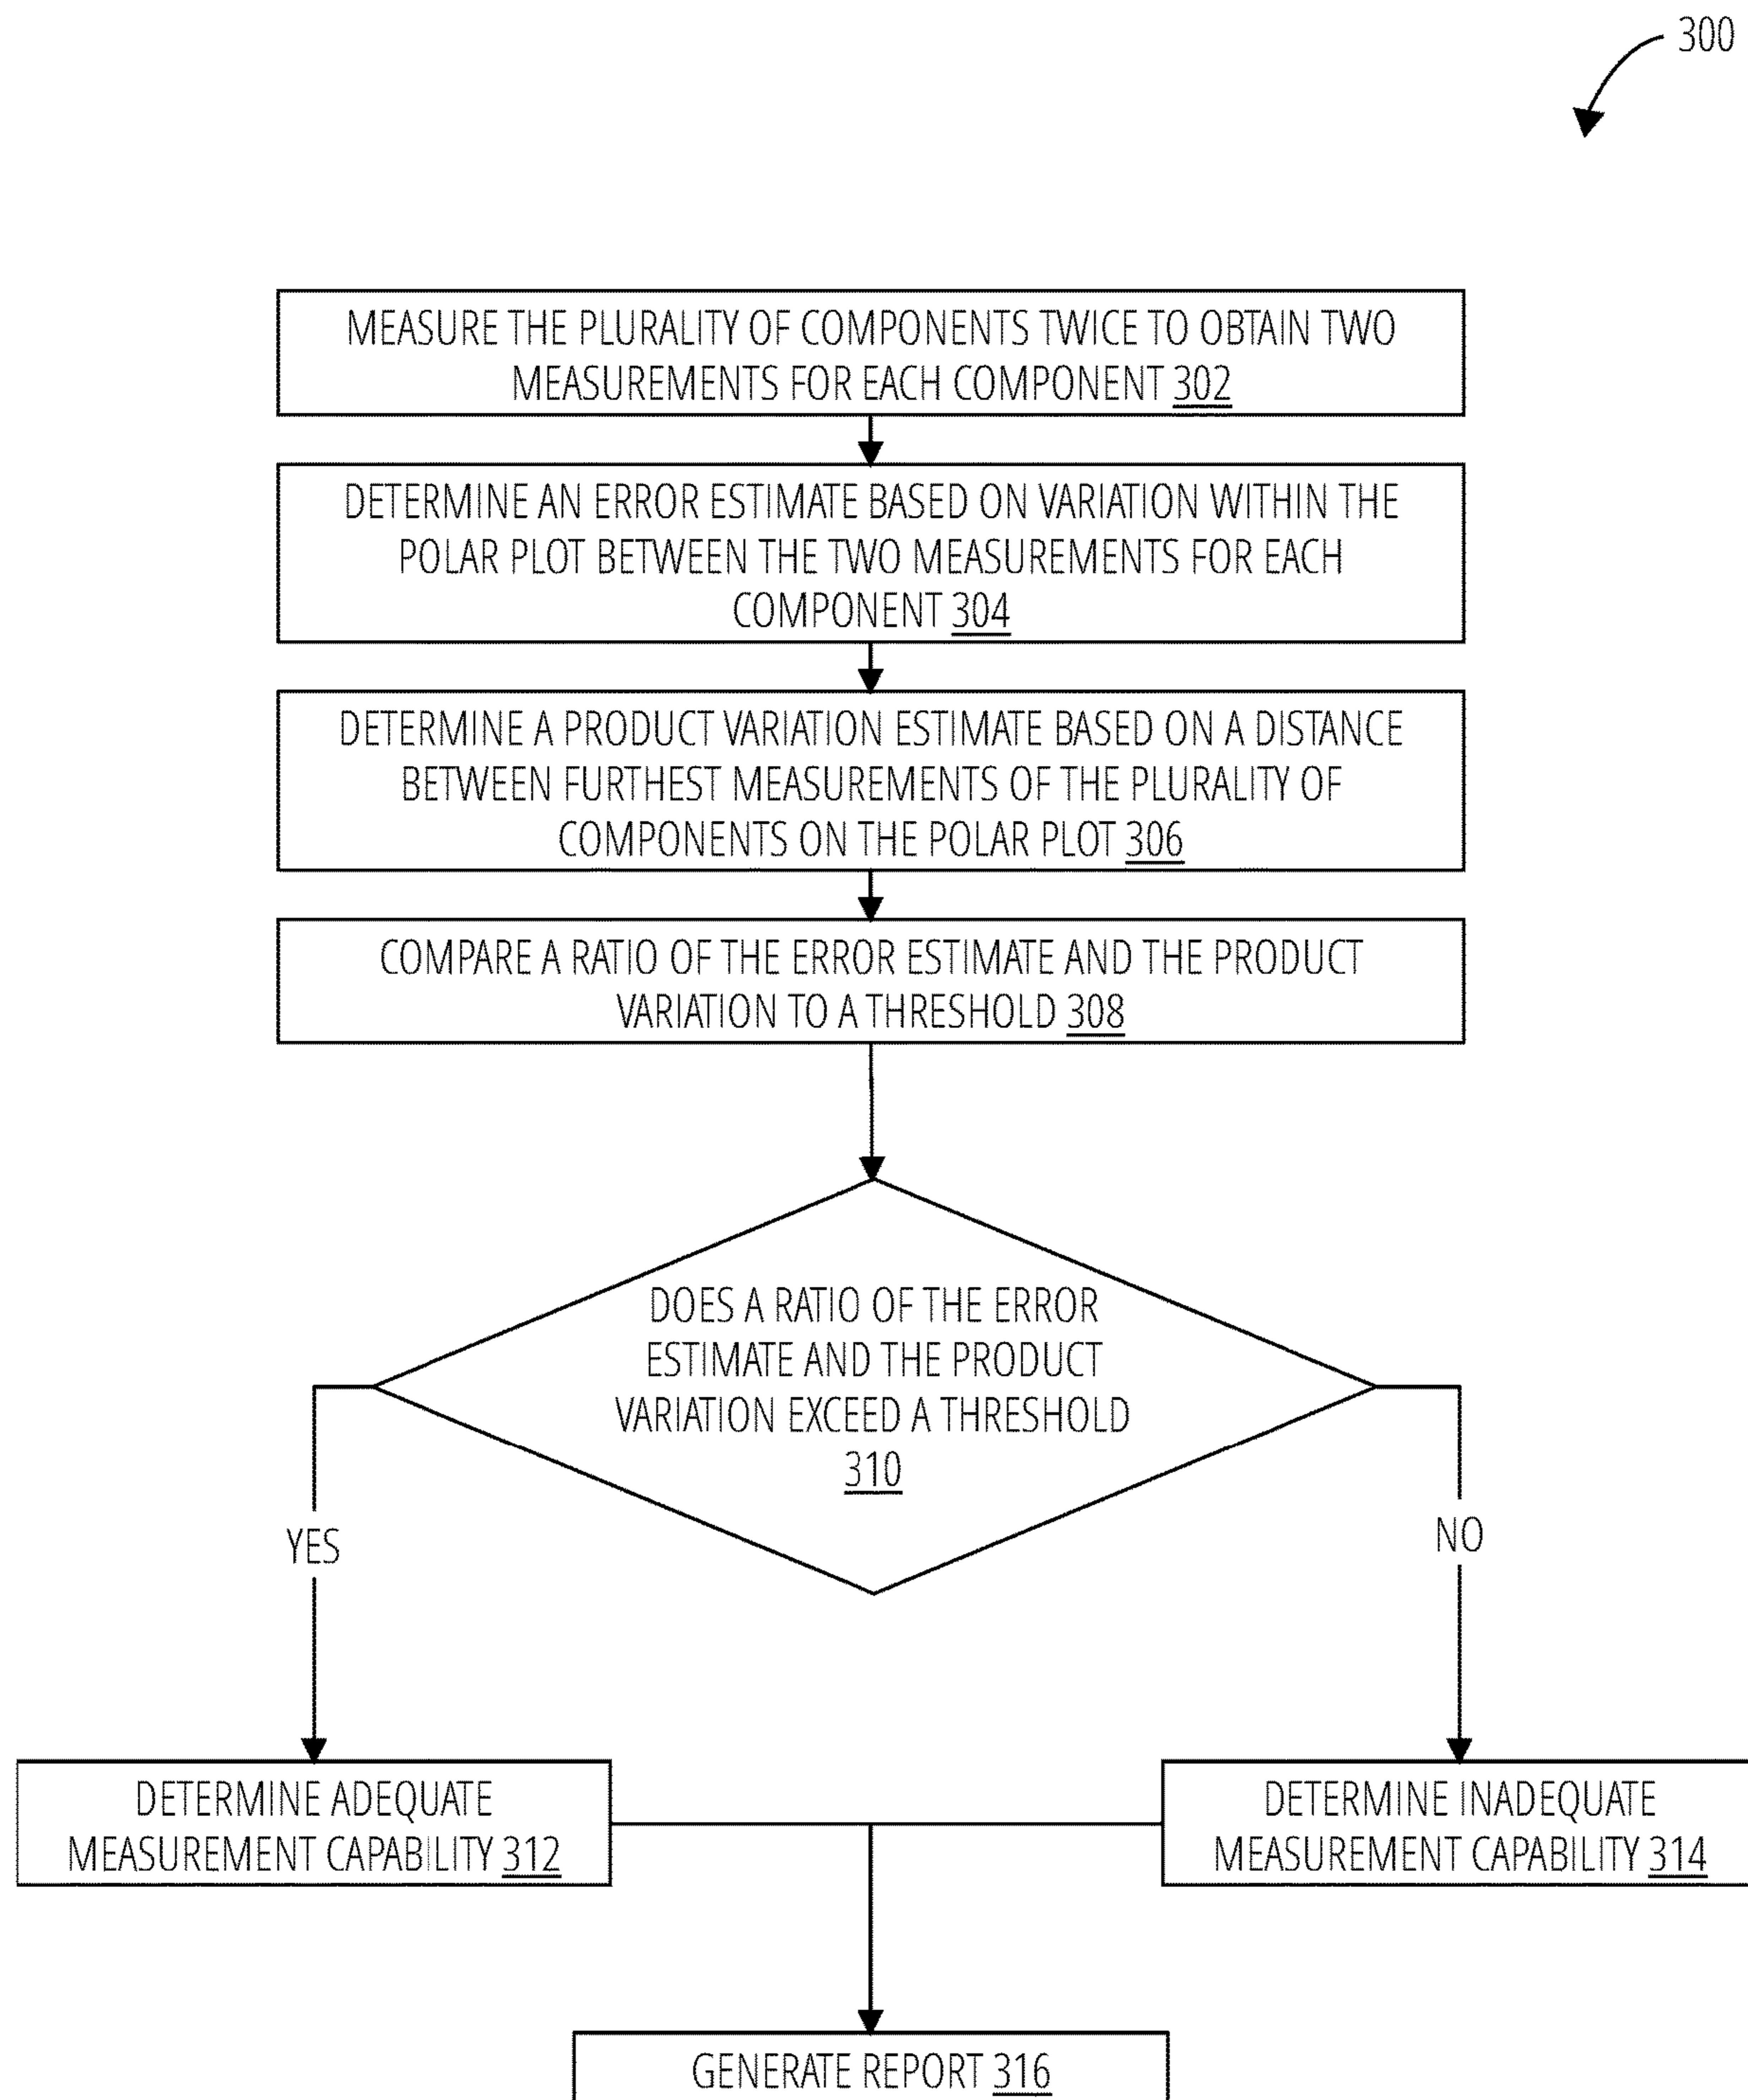 300
MEASURE THE PLURALITY OF COMPONENTS TWICE TO OBTAIN TWO
MEASUREMENTS FOR EACH COMPONENT 302
DETERMINE AN ERROR ESTIMATE BASED ON VARIATION WITHIN THE
POLAR PLOT BETWEEN THE TWO MEASUREMENTS FOR EACH
COMPONENT 304
DETERMINE A PRODUCT VARIATION ESTIMATE BASED ON A DISTANCE
BETWEEN FURTHEST MEASUREMENTS OF THE PLURALITY OF
COMPONENTS ON THE POLAR PLOT 306
COMPARE A RATIO OF THE ERROR ESTIMATE AND THE PRODUCT
VARIATION TO A THRESHOLD 308
DOES A RATIO OF THE ERROR
ESTIMATE AND THE PRODUCT
VARIATION EXCEED A THRESHOLD
310
YES
NO
DETERMINE ADEQUATE
MEASUREMENT CAPABILITY 312
DETERMINE INADEQUATE
MEASUREMENT CAPABILITY 314
GENERATE REPORT 316